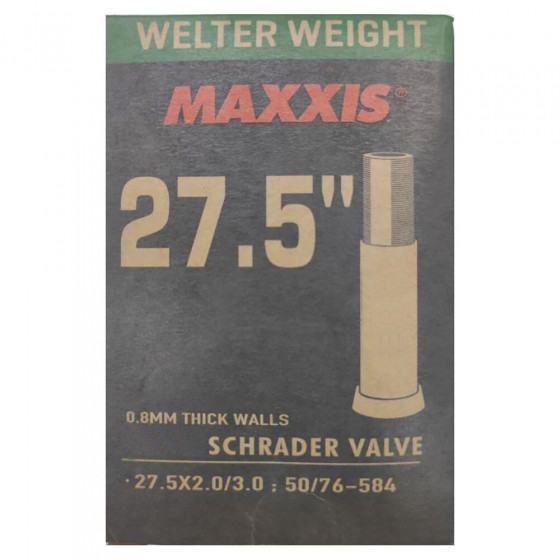 WELTER WEIGHT
MAXXIS®
27.5"
0.8MM THICK WALLS
SCHRADER VALVE
·27.5X2.0/3.0 ; 50/76-584